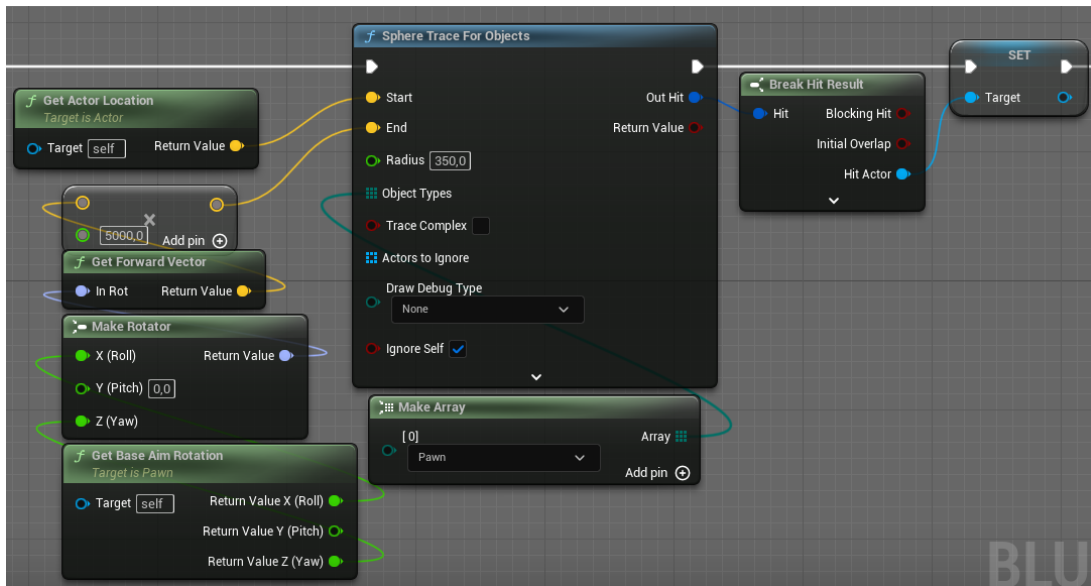 f Sphere Trace For Objects
Start
End
Radius 350,0
Object Types
Trace Complex
Actors to Ignore
Draw Debug Type
None
Ignore Self
Out Hit
Return Value
f Get Actor Location
Target is Actor
Target self
Return Value
5000,0
Add pin
f Get Forward Vector
In Rot
Return Value
Make Rotator
X (Roll)
Return Value
Y (Pitch) 0,0
Z (Yaw)
f Get Base Aim Rotation
Target is Pawn
Target self
Return Value X (Roll)
Return Value Y (Pitch)
Return Value Z (Yaw)
Make Array
[0]
Pawn
Array
Add pin
Break Hit Result
Hit
Blocking Hit
Initial Overlap
Hit Actor
SET
Target
BLU